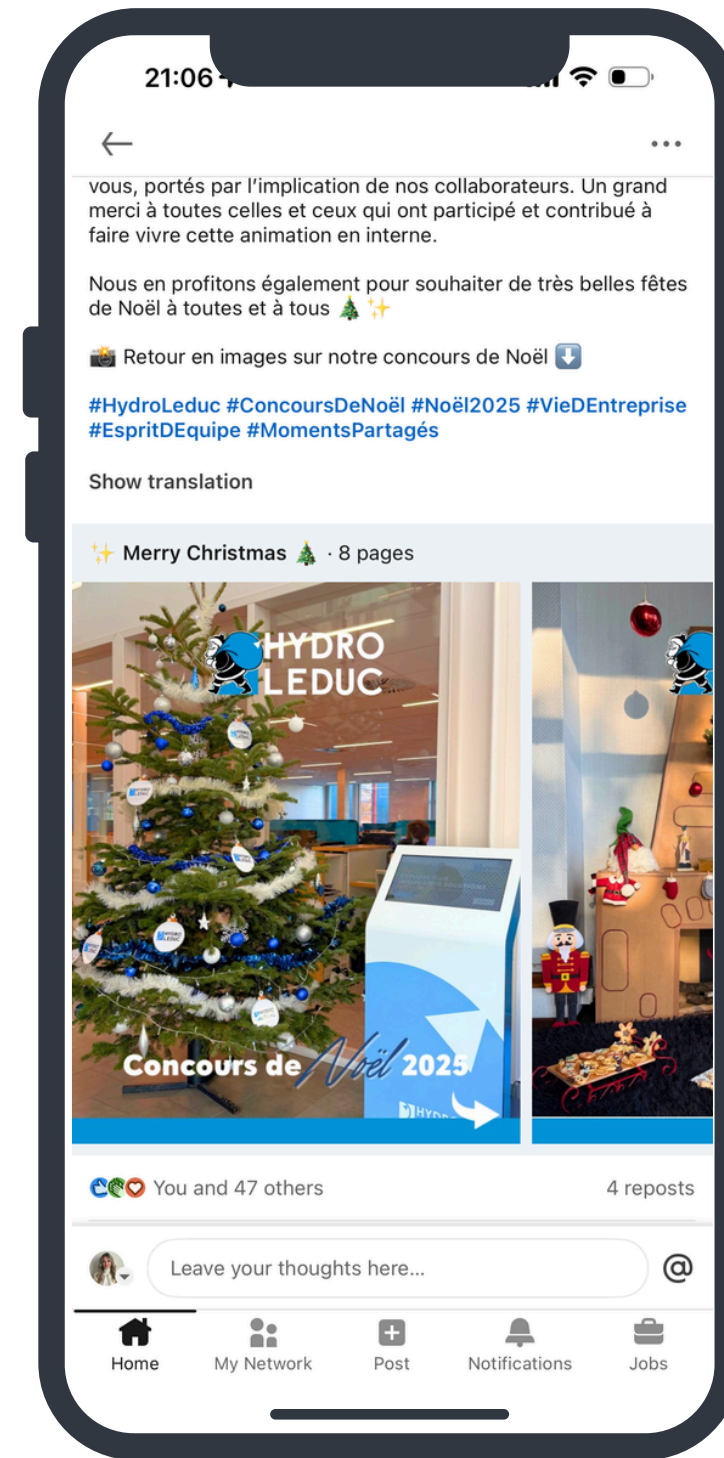 21:06
vous, portés par l'implication de nos collaborateurs. Un grand
merci à toutes celles et ceux qui ont participé et contribué à
faire vivre cette animation en interne.
Nous en profitons également pour souhaiter de très belles fêtes
de Noël à toutes et à tous 🎄✨
📸 Retour en images sur notre concours de Noël ⬇️
#HydroLeduc #ConcoursDeNoël #Noël2025 #VieDEntreprise
#EspritDEquipe #MomentsPartagés
Show translation
✨ Merry Christmas 🎄 · 8 pages
HYDRO
LEDUC
HYDRO
LEDUC
Concours de Noël 2025
You and 47 others
4 reposts
Leave your thoughts here...
@
Home
My Network
Post
Notifications
Jobs